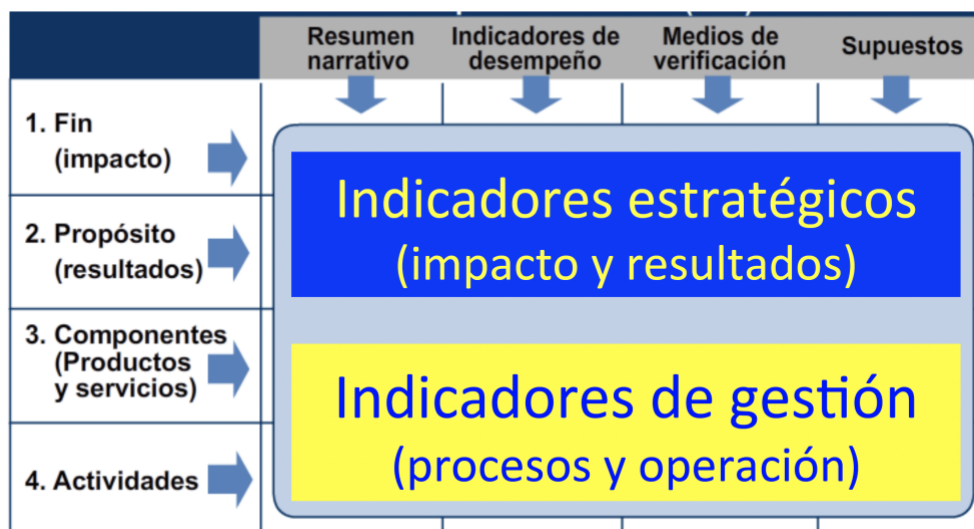 Resumen
narrativo
Indicadores de
desempeño
Medios de
verificación
Supuestos
1. Fin
(impacto)
2. Propósito
(resultados)
3. Componentes
(Productos
y servicios)
4. Actividades
Indicadores estratégicos
(impacto y resultados)
Indicadores de gestión
(procesos y operación)